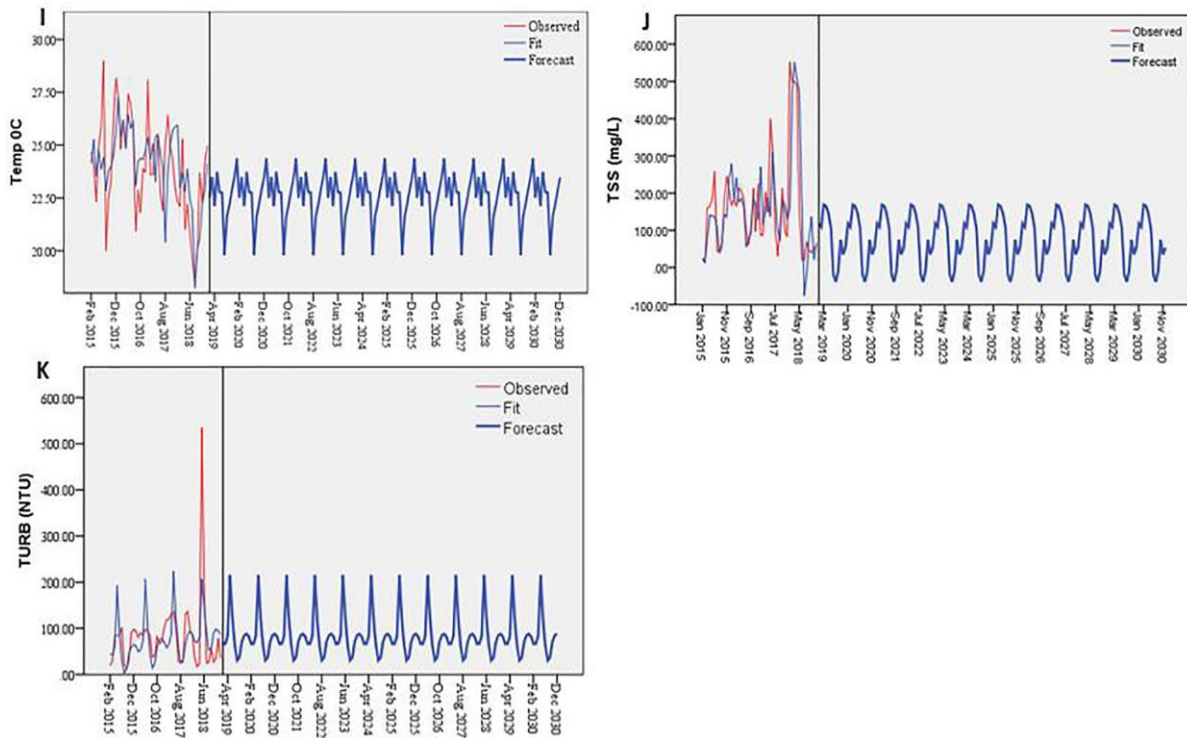 I
Observed
Fit
Forecast
30.00
27.50
25.00
22.50
20.00
Temp 0C
Feb 2015
Dec 2015
Oct 2016
Aug 2017
Jun 2018
Apr 2019
Feb 2020
Dec 2020
Oct 2021
Aug 2022
Jun 2023
Apr 2024
Feb 2025
Dec 2025
Oct 2026
Aug 2027
Jun 2028
Apr 2029
Feb 2030
Dec 2030
J
Observed
Fit
Forecast
600.00
500.00
400.00
300.00
200.00
100.00
.00
-100.00
TSS (mg/L)
Jan 2015
Nov 2015
Sep 2016
Jul 2017
May 2018
Mar 2019
Jan 2020
Nov 2020
Sep 2021
Jul 2022
May 2023
Mar 2024
Jan 2025
Nov 2025
Sep 2026
Jul 2027
May 2028
Mar 2029
Jan 2030
Nov 2030
K
Observed
Fit
Forecast
600.00
500.00
400.00
300.00
200.00
100.00
.00
TURB (NTU)
Feb 2015
Dec 2015
Oct 2016
Aug 2017
Jun 2018
Apr 2019
Feb 2020
Dec 2020
Oct 2021
Aug 2022
Jun 2023
Apr 2024
Feb 2025
Dec 2025
Oct 2026
Aug 2027
Jun 2028
Apr 2029
Feb 2030
Dec 2030